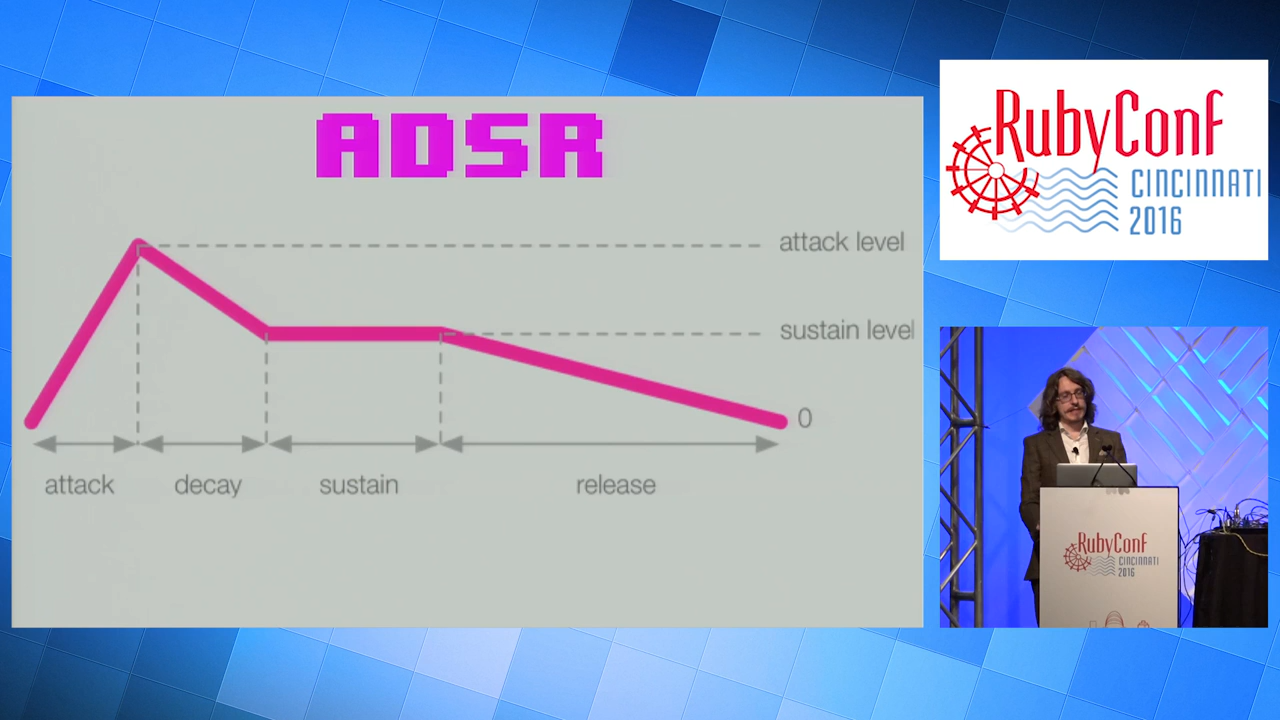 ADSR
attack level
sustain level
0
attack
decay
sustain
release
RubyConf
CINCINNATI
2016
RubyConf
CINCINNATI
2016